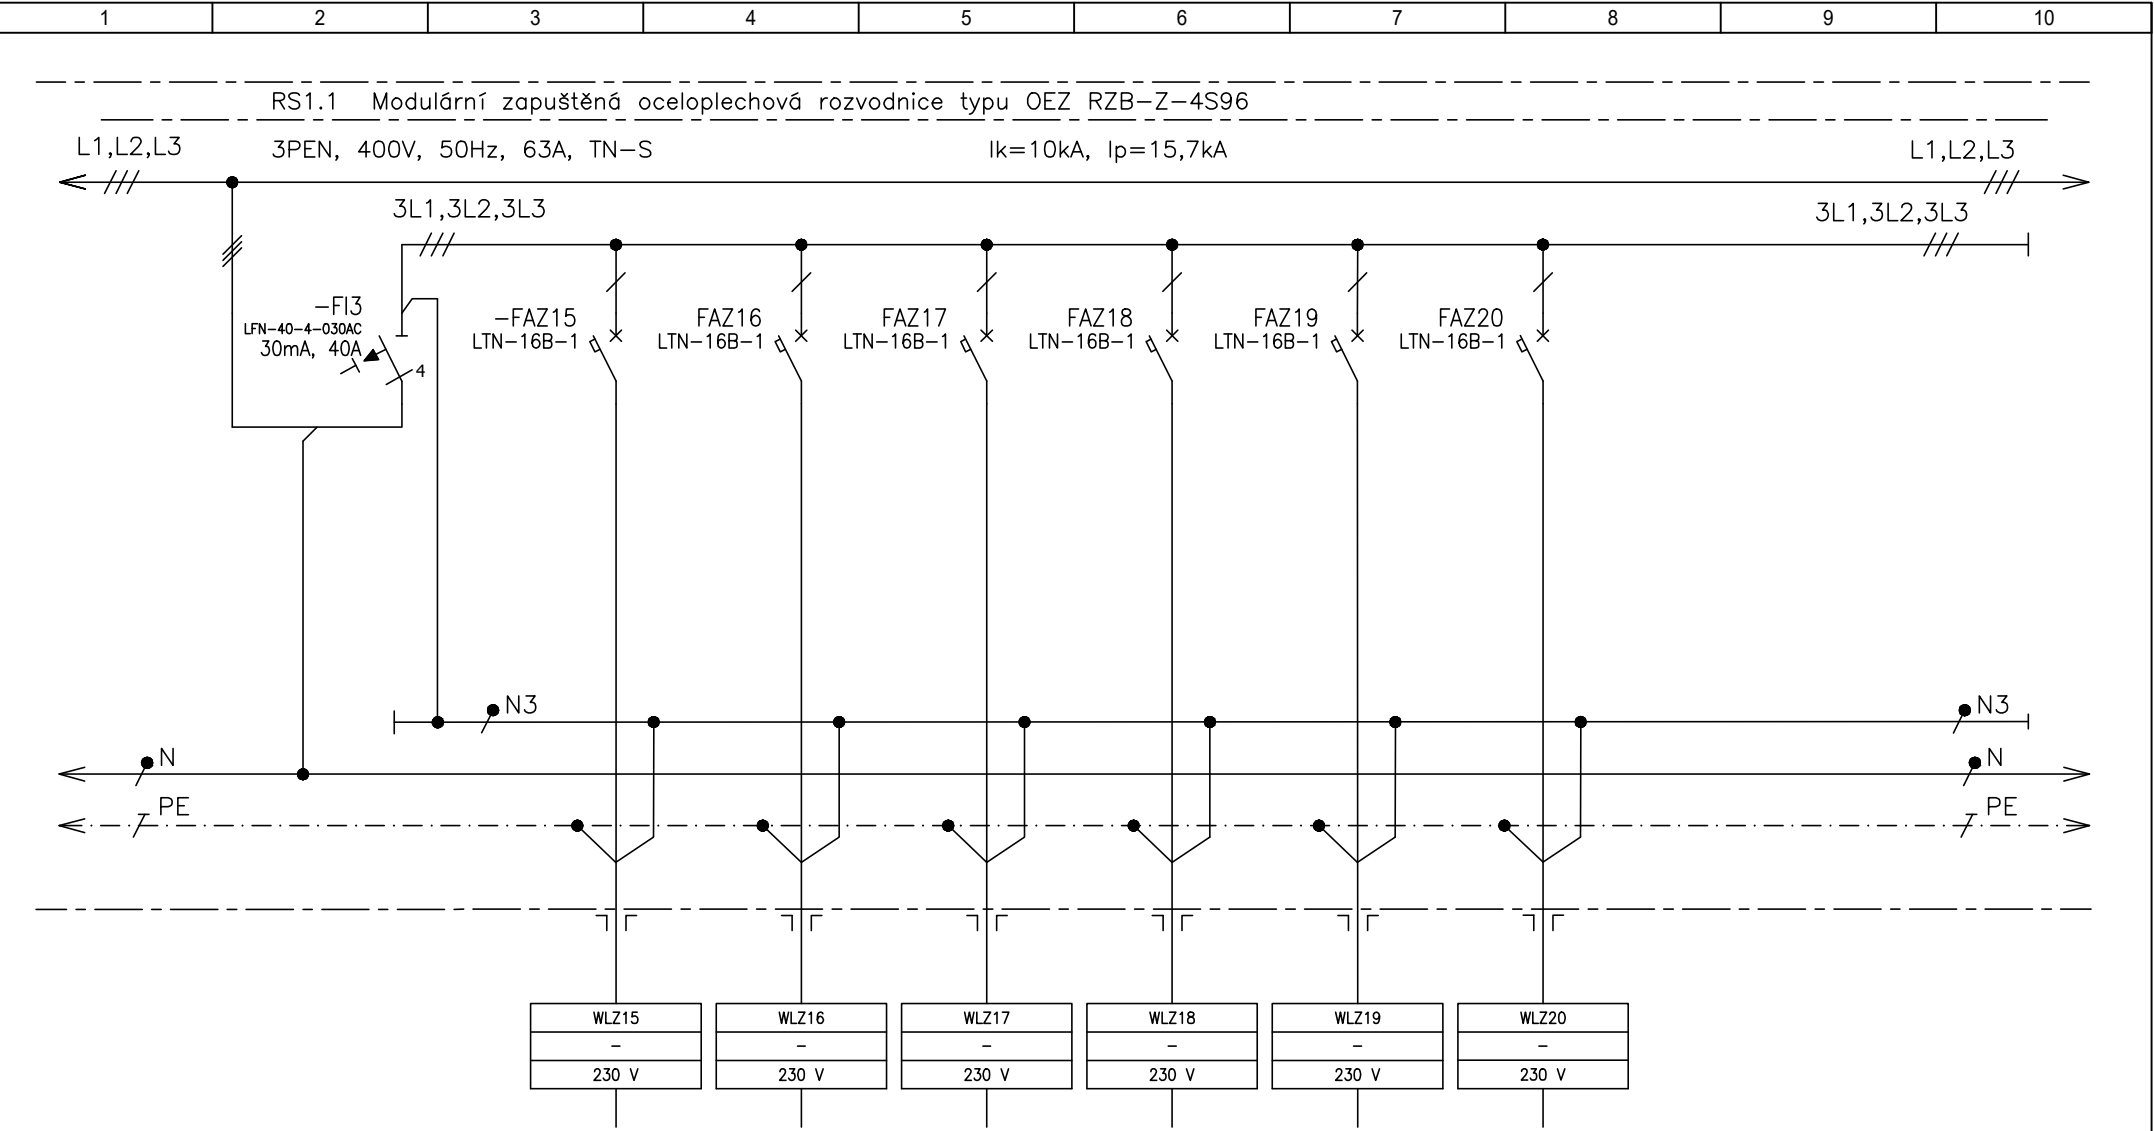 1 2 3 4 5 6 7 8 9 10
RS1.1 Modulární zapuštěná oceloplechová rozvodnice typu OEZ RZB-Z-4S96
L1,L2,L3 3PEN, 400V, 50Hz, 63A, TN-S Ik=10kA, Ip=15,7kA L1,L2,L3
3L1,3L2,3L3 3L1,3L2,3L3
-FI3
LFN-40-4-030AC
30mA, 40A
4
-FAZ15 FAZ16 FAZ17 FAZ18 FAZ19 FAZ20
LTN-16B-1 LTN-16B-1 LTN-16B-1 LTN-16B-1 LTN-16B-1 LTN-16B-1
N3 N3
N N
PE PE
WLZ15 WLZ16 WLZ17 WLZ18 WLZ19 WLZ20
- - - - - -
230 V 230 V 230 V 230 V 230 V 230 V